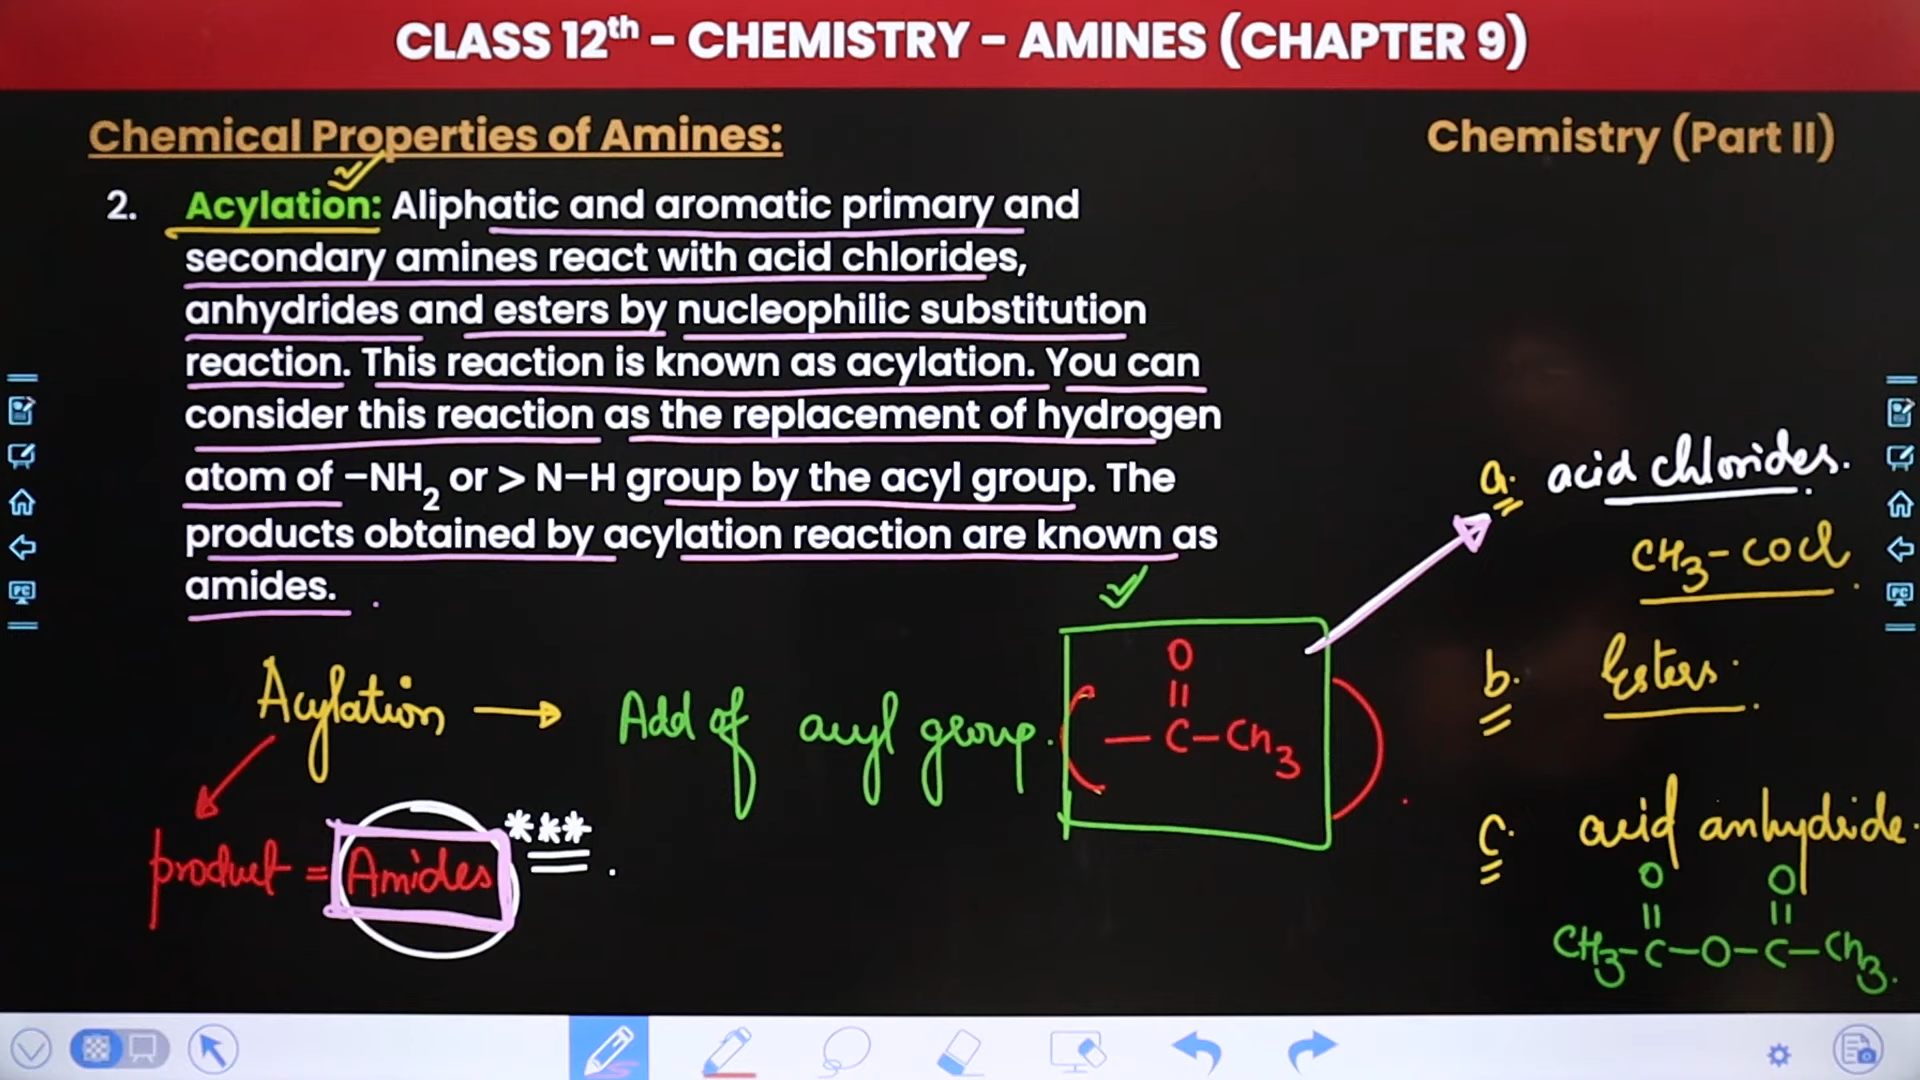 CLASS 12th - CHEMISTRY - AMINES (CHAPTER 9)
Chemical Properties of Amines:
Chemistry (Part II)
2. Acylation: Aliphatic and aromatic primary and
secondary amines react with acid chlorides,
anhydrides and esters by nucleophilic substitution
reaction. This reaction is known as acylation. You can
consider this reaction as the replacement of hydrogen
atom of –NH2 or > N–H group by the acyl group. The
products obtained by acylation reaction are known as
amides.
a. acid chlorides.
CH3-COCl
b. Esters.
Acylation → Add of acyl group. (
O
||
— C – CH3
)
product = Amides ***
c. acid anhydride.
O O
|| ||
CH3–C–O–C–CH3.
PC
PC